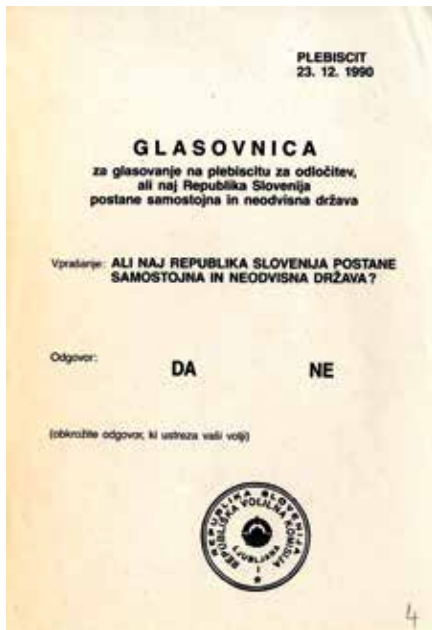 PLEBISCIT
23. 12. 1990
GLASOVNICA
za glasovanje na plebiscitu za odločitev,
ali naj Republika Slovenija
postane samostojna in neodvisna država
Vprašanje: ALI NAJ REPUBLIKA SLOVENIJA POSTANE
SAMOSTOJNA IN NEODVISNA DRŽAVA?
Odgovor:
DA NE
(obkrožite odgovor, ki ustreza vaši volji)
REPUBLIKA SLOVENIJA
REPUBLIŠKA VOLILNA KOMISIJA
LJUBLJANA
1
4